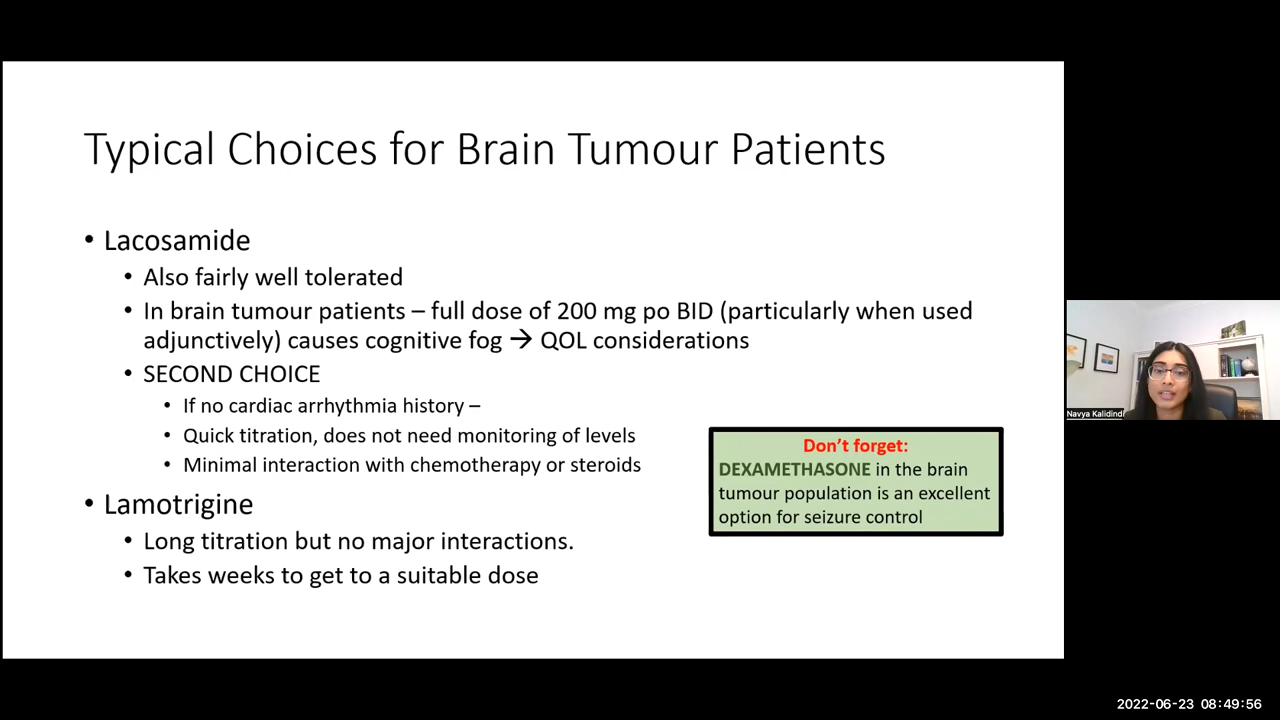 Typical Choices for Brain Tumour Patients
• Lacosamide
• Also fairly well tolerated
• In brain tumour patients – full dose of 200 mg po BID (particularly when used
adjunctively) causes cognitive fog → QOL considerations
• SECOND CHOICE
• If no cardiac arrhythmia history –
• Quick titration, does not need monitoring of levels
• Minimal interaction with chemotherapy or steroids
• Lamotrigine
• Long titration but no major interactions.
• Takes weeks to get to a suitable dose
Don't forget:
DEXAMETHASONE in the brain
tumour population is an excellent
option for seizure control
Navya Kalidindi
2022-06-23 08:49:56